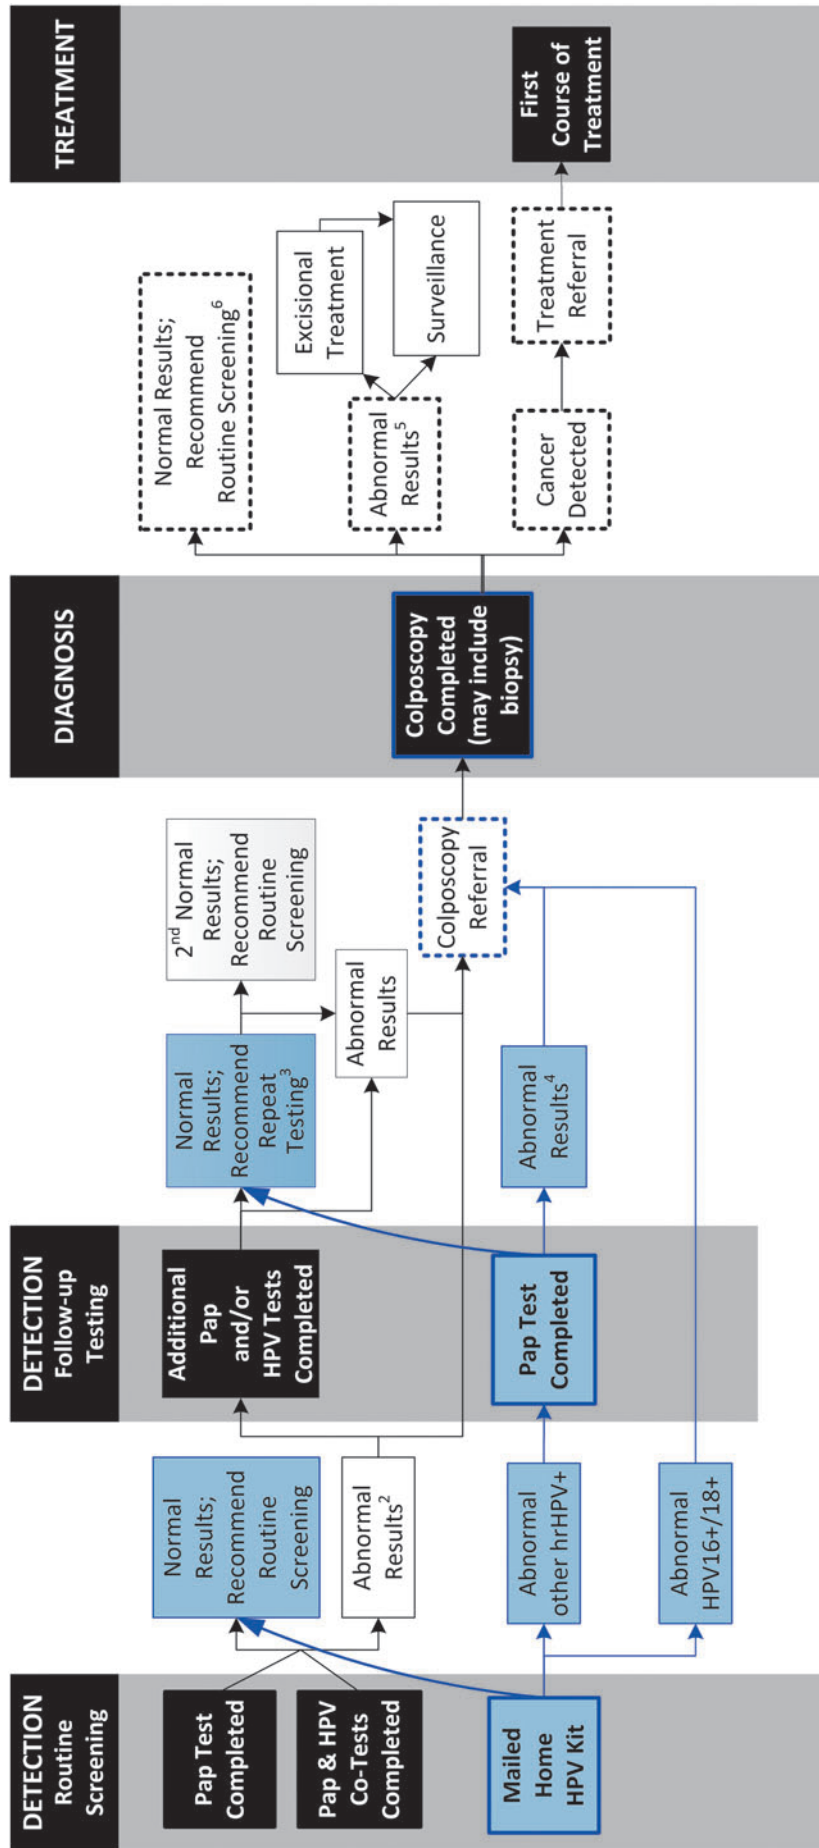 DETECTION
Routine
Screening
Pap Test
Completed
Pap & HPV
Co-Tests
Completed
Mailed
Home
HPV Kit
Normal
Results;
Recommend
Routine
Screening
Abnormal
Results2
Abnormal
other hrHPV+
Abnormal
HPV16+/18+
DETECTION
Follow-up
Testing
Additional
Pap
and/or
HPV Tests
Completed
Pap Test
Completed
Normal
Results;
Recommend
Repeat
Testing3
2nd Normal
Results;
Recommend
Routine
Screening
Abnormal
Results
Abnormal
Results4
Colposcopy
Referral
DIAGNOSIS
Colposcopy
Completed
(may include
biopsy)
Normal Results;
Recommend
Routine Screening6
Abnormal
Results5
Excisional
Treatment
Surveillance
Cancer
Detected
Treatment
Referral
TREATMENT
First
Course of
Treatment